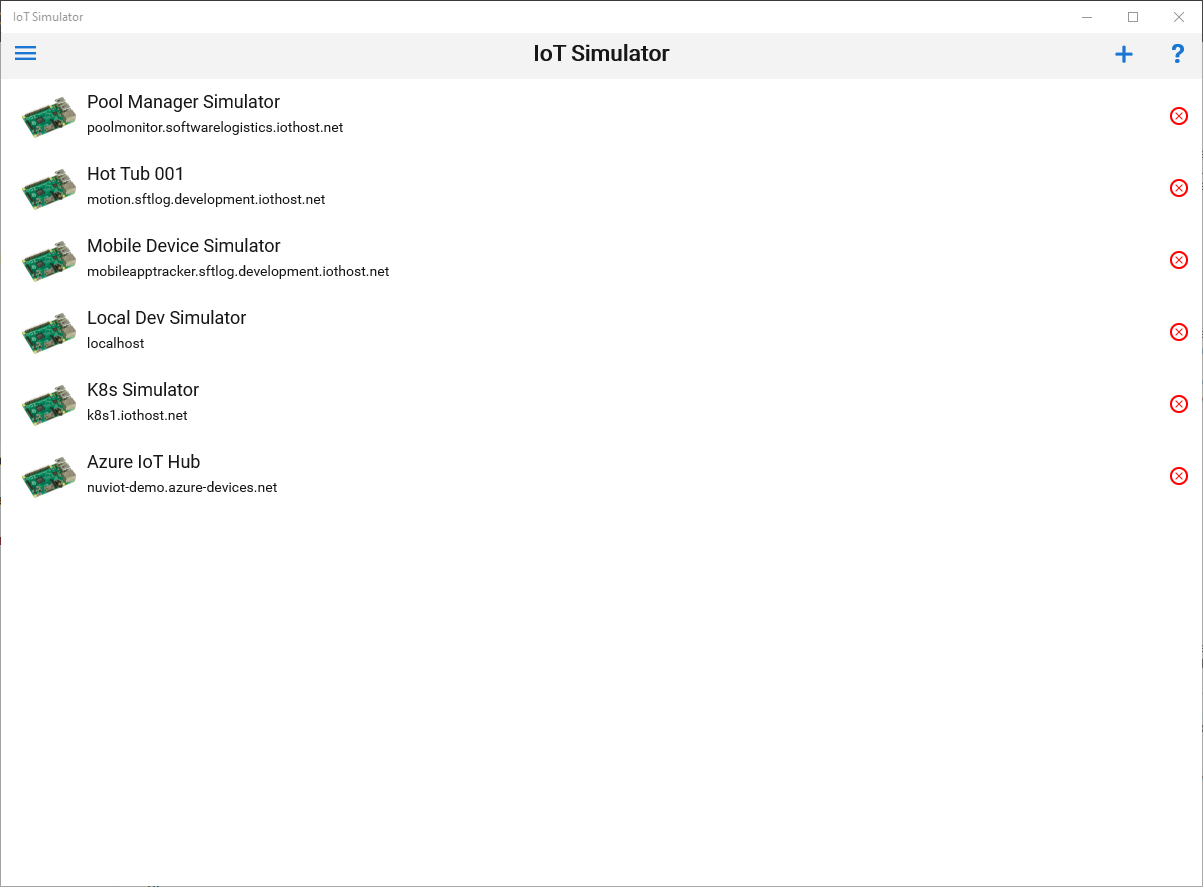 IoT Simulator
IoT Simulator
?
Pool Manager Simulator
poolmonitor.softwarelogistics.iothost.net
Hot Tub 001
motion.sftlog.development.iothost.net
Mobile Device Simulator
mobileapptracker.sftlog.development.iothost.net
Local Dev Simulator
localhost
K8s Simulator
k8s1.iothost.net
Azure IoT Hub
nuviot-demo.azure-devices.net